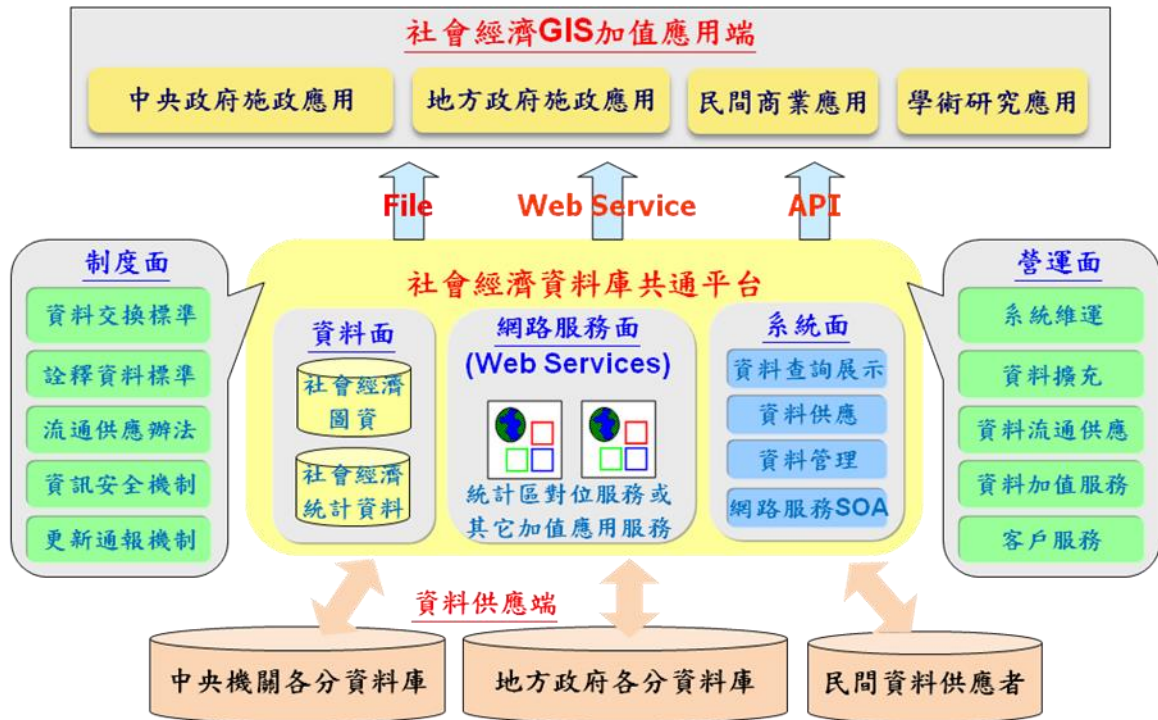 社會經濟GIS加值應用端
中央政府施政應用
地方政府施政應用
民間商業應用
學術研究應用
File
Web Service
API
制度面
資料交換標準
詮釋資料標準
流通供應辦法
資訊安全機制
更新通報機制
社會經濟資料庫共通平台
資料面
社會經濟
圖資
社會經濟
統計資料
網路服務面
(Web Services)
統計區對位服務或
其它加值應用服務
系統面
資料查詢展示
資料供應
資料管理
網路服務SOA
營運面
系統維運
資料擴充
資料流通供應
資料加值服務
客戶服務
資料供應端
中央機關各分資料庫
地方政府各分資料庫
民間資料供應者